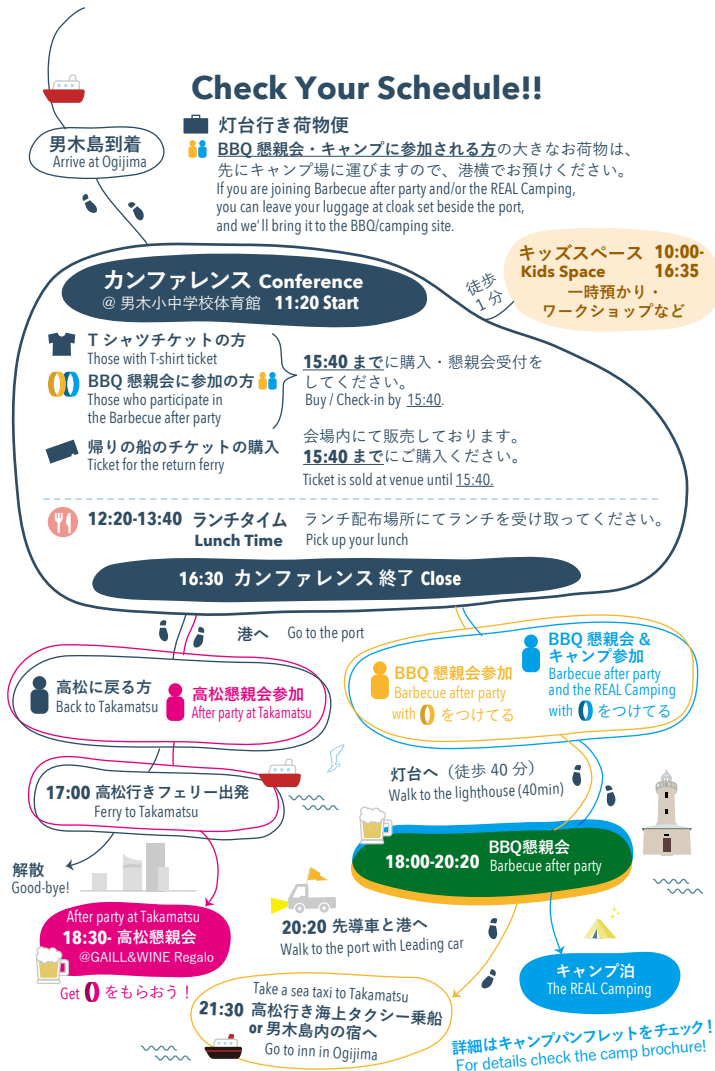 Check Your Schedule!!
灯台行き荷物便
BBQ 懇親会・キャンプに参加される方の大きなお荷物は、
先にキャンプ場に運びますので、港横でお預けください。
If you are joining Barbecue after party and/or the REAL Camping,
you can leave your luggage at cloak set beside the port,
and we'll bring it to the BBQ/camping site.
男木島到着
Arrive at Ogijima
キッズスペース 10:00-
Kids Space 16:35
一時預かり・
ワークショップなど
徒歩
1 分
カンファレンス Conference
@ 男木小中学校体育館 11:20 Start
T シャツチケットの方
Those with T-shirt ticket
BBQ 懇親会に参加の方
Those who participate in
the Barbecue after party
15:40 までに購入・懇親会受付を
してください。
Buy / Check-in by 15:40.
帰りの船のチケットの購入
Ticket for the return ferry
会場内にて販売しております。
15:40 までにご購入ください。
Ticket is sold at venue until 15:40.
12:20-13:40 ランチタイム
Lunch Time
ランチ配布場所にてランチを受け取ってください。
Pick up your lunch
16:30 カンファレンス 終了 Close
港へ Go to the port
高松に戻る方
Back to Takamatsu
高松懇親会参加
After party at Takamatsu
BBQ 懇親会参加
Barbecue after party
with をつけてる
BBQ 懇親会 &
キャンプ参加
Barbecue after party
and the REAL Camping
with をつけてる
17:00 高松行きフェリー出発
Ferry to Takamatsu
灯台へ（徒歩 40 分）
Walk to the lighthouse (40min)
18:00-20:20 BBQ懇親会
Barbecue after party
解散
Good-bye!
After party at Takamatsu
18:30- 高松懇親会
@GAILL&WINE Regalo
Get をもらおう！
20:20 先導車と港へ
Walk to the port with Leading car
Take a sea taxi to Takamatsu
21:30 高松行き海上タクシー乗船
or 男木島内の宿へ
Go to inn in Ogijima
キャンプ泊
The REAL Camping
詳細はキャンプパンフレットをチェック！
For details check the camp brochure!